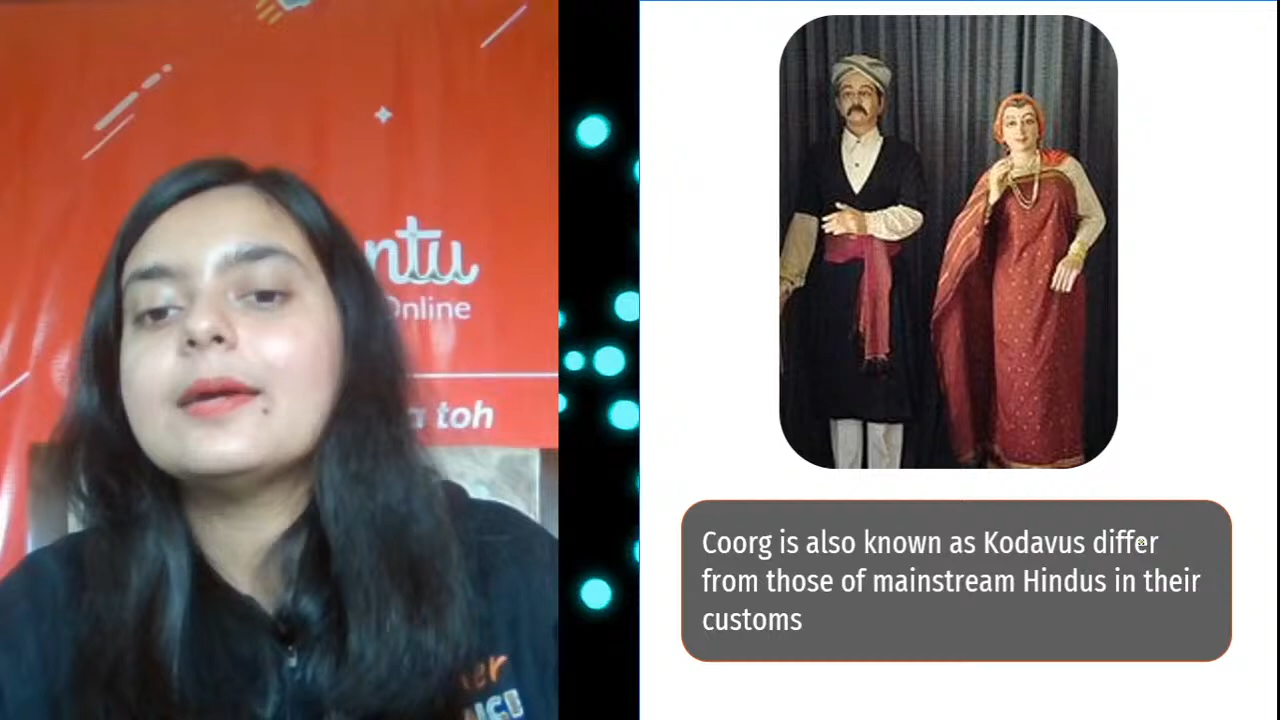 ntu
Online
a toh
Coorg is also known as Kodavus differ
from those of mainstream Hindus in their
customs